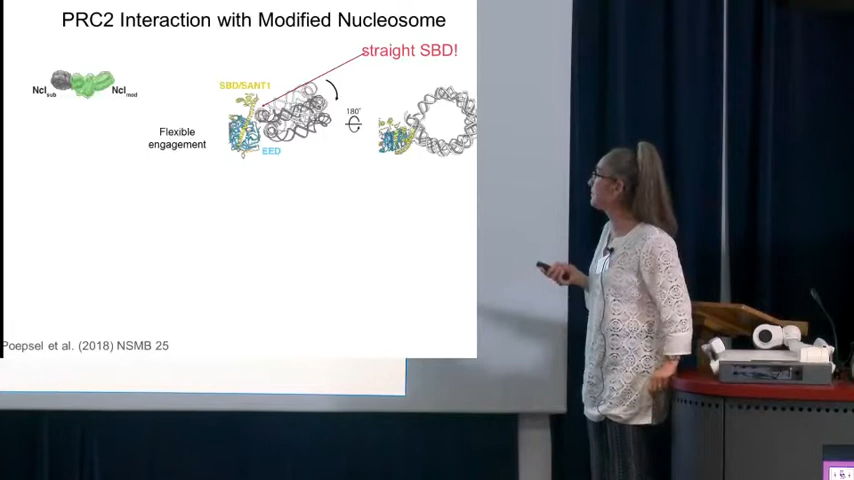 PRC2 Interaction with Modified Nucleosome
straight SBD!
SBD/SANT1
Ncl sub
Ncl mod
180°
Flexible
engagement
EED
Poepsel et al. (2018) NSMB 25